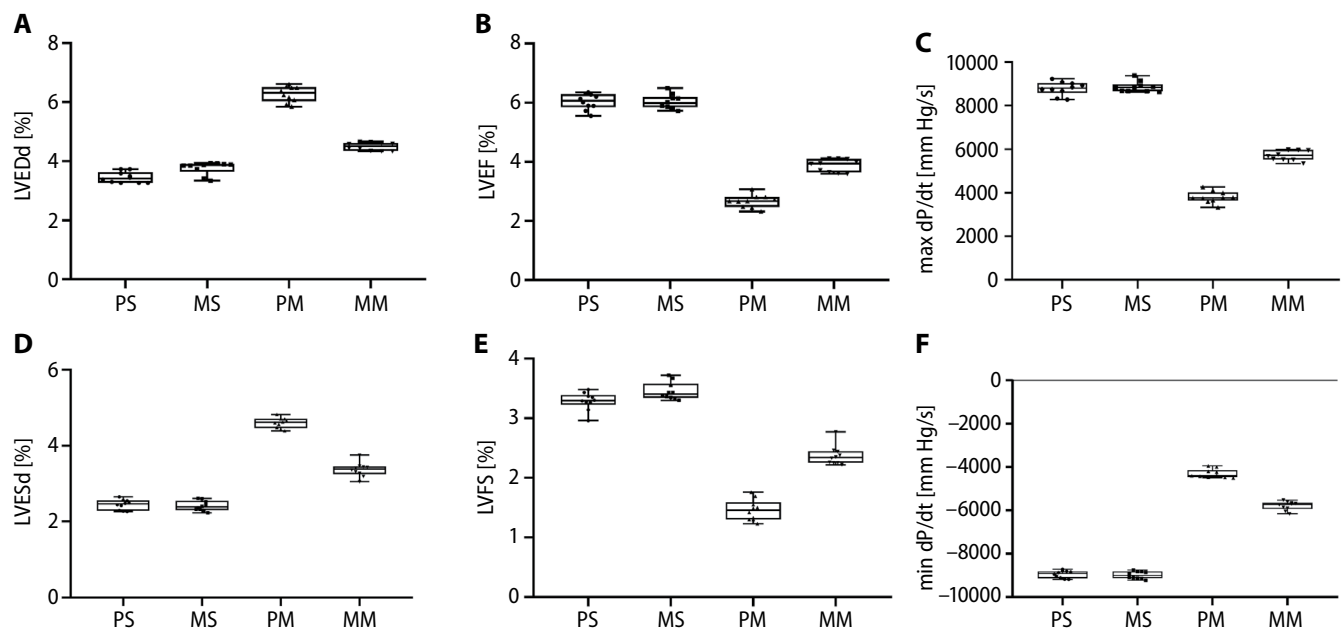 A
LVEDd [%]
8
6
4
2
0
PS MS PM MM
B
LVEF [%]
8
6
4
2
0
PS MS PM MM
C
max dP/dt [mm Hg/s]
10000
8000
6000
4000
2000
0
PS MS PM MM
D
LVESd [%]
6
4
2
0
PS MS PM MM
E
LVFS [%]
4
3
2
1
0
PS MS PM MM
F
min dP/dt [mm Hg/s]
0
−2000
−4000
−6000
−8000
−10000
PS MS PM MM